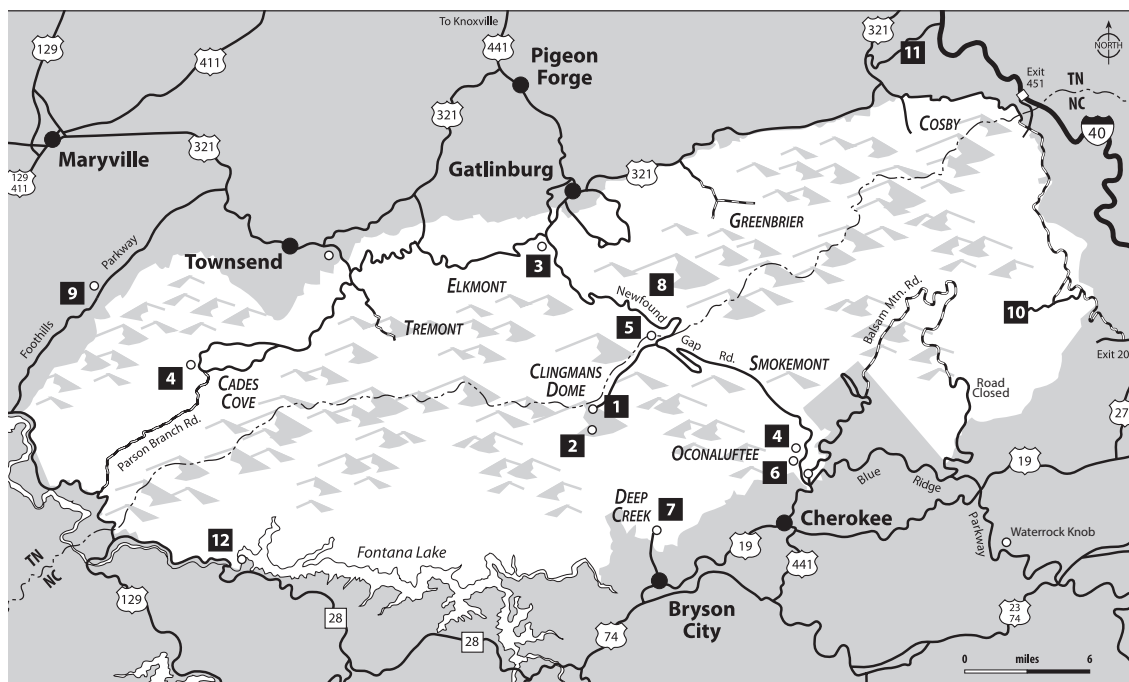 To Knoxville
129
411
441
Pigeon
Forge
321
11
NORTH
Exit
451
TN
NC
40
COSBY
321
Maryville
321
Gatlinburg
321
129
411
GREENBRIER
Townsend
3
ELKMONT
8
9
Foothills
Parkway
Newfound
Gap
Rd.
5
TREMONT
Balsam Mtn. Rd.
10
SMOKEMONT
Exit 20
4
CADES
COVE
CLINGMANS
DOME
1
2
Road
Closed
276
Parson Branch Rd.
4
OCONALUFTEE
6
19
Blue
Ridge
Parkway
DEEP
CREEK
7
Cherokee
Waterrock Knob
12
Fontana Lake
19
441
TN
NC
129
28
28
74
Bryson
City
23
74
0
miles
6